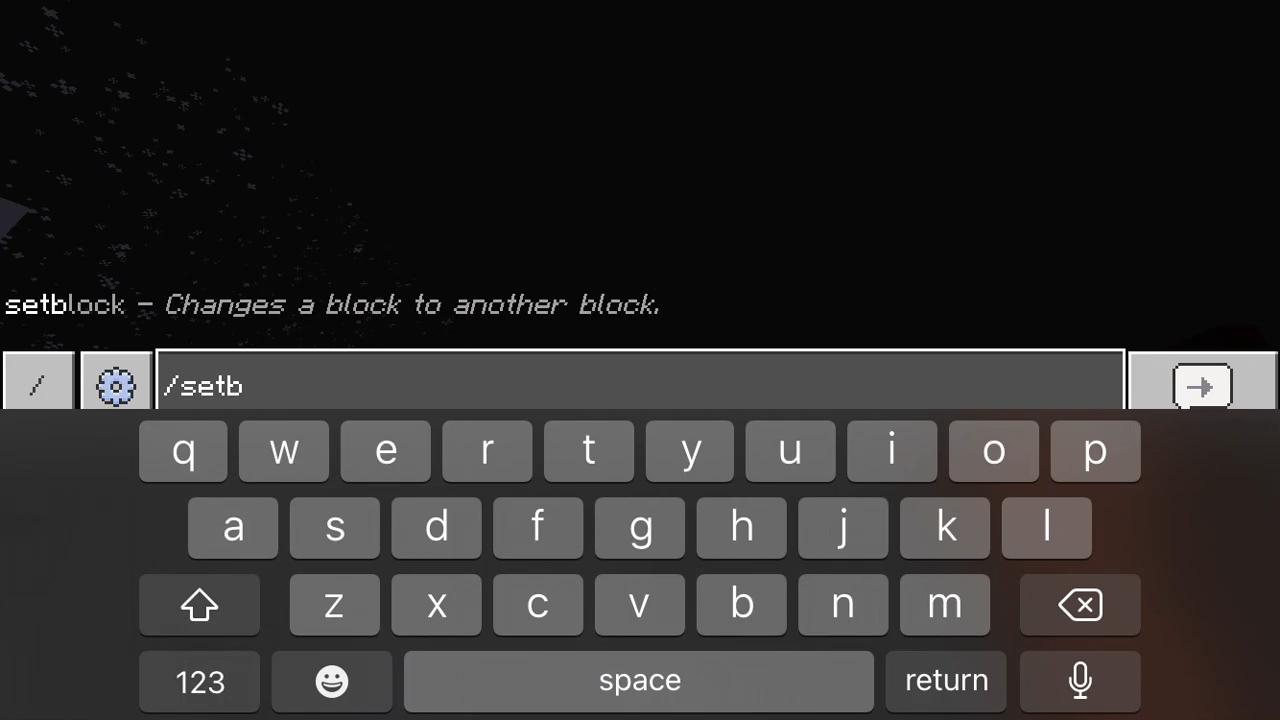 setblock - Changes a block to another block.
/ /setb
q w e r t y u i o p
a s d f g h j k l
z x c v b n m
123 space return